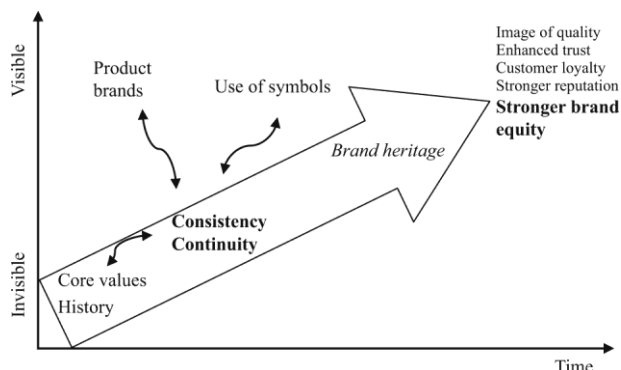 Visible
Invisible
Product
brands
Use of symbols
Image of quality
Enhanced trust
Customer loyalty
Stronger reputation
Stronger brand
equity
Brand heritage
Consistency
Continuity
Core values
History
Time